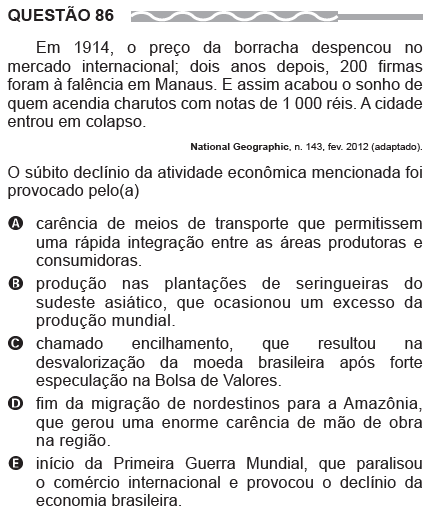 QUESTÃO 86
Em 1914, o preço da borracha despencou no
mercado internacional; dois anos depois, 200 firmas
foram à falência em Manaus. E assim acabou o sonho de
quem acendia charutos com notas de 1 000 réis. A cidade
entrou em colapso.
National Geographic, n. 143, fev. 2012 (adaptado).
O súbito declínio da atividade econômica mencionada foi
provocado pelo(a)
A carência de meios de transporte que permitissem
uma rápida integração entre as áreas produtoras e
consumidoras.
B produção nas plantações de seringueiras do
sudeste asiático, que ocasionou um excesso da
produção mundial.
C chamado encilhamento, que resultou na
desvalorização da moeda brasileira após forte
especulação na Bolsa de Valores.
D fim da migração de nordestinos para a Amazônia,
que gerou uma enorme carência de mão de obra
na região.
E início da Primeira Guerra Mundial, que paralisou
o comércio internacional e provocou o declínio da
economia brasileira.